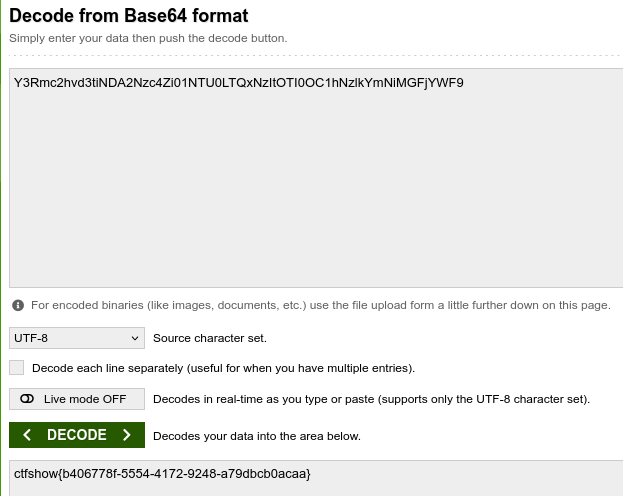 Decode from Base64 format
Simply enter your data then push the decode button.
Y3Rmc2hvd3tiNDA2Nzc4Zi01NTU0LTQxNzItOTI0OC1hNzlkYmNiMGFjYWF9
For encoded binaries (like images, documents, etc.) use the file upload form a little further down on this page.
UTF-8 Source character set.
Decode each line separately (useful for when you have multiple entries).
Live mode OFF Decodes in real-time as you type or paste (supports only the UTF-8 character set).
DECODE Decodes your data into the area below.
ctfshow{b406778f-5554-4172-9248-a79dbcb0acaa}